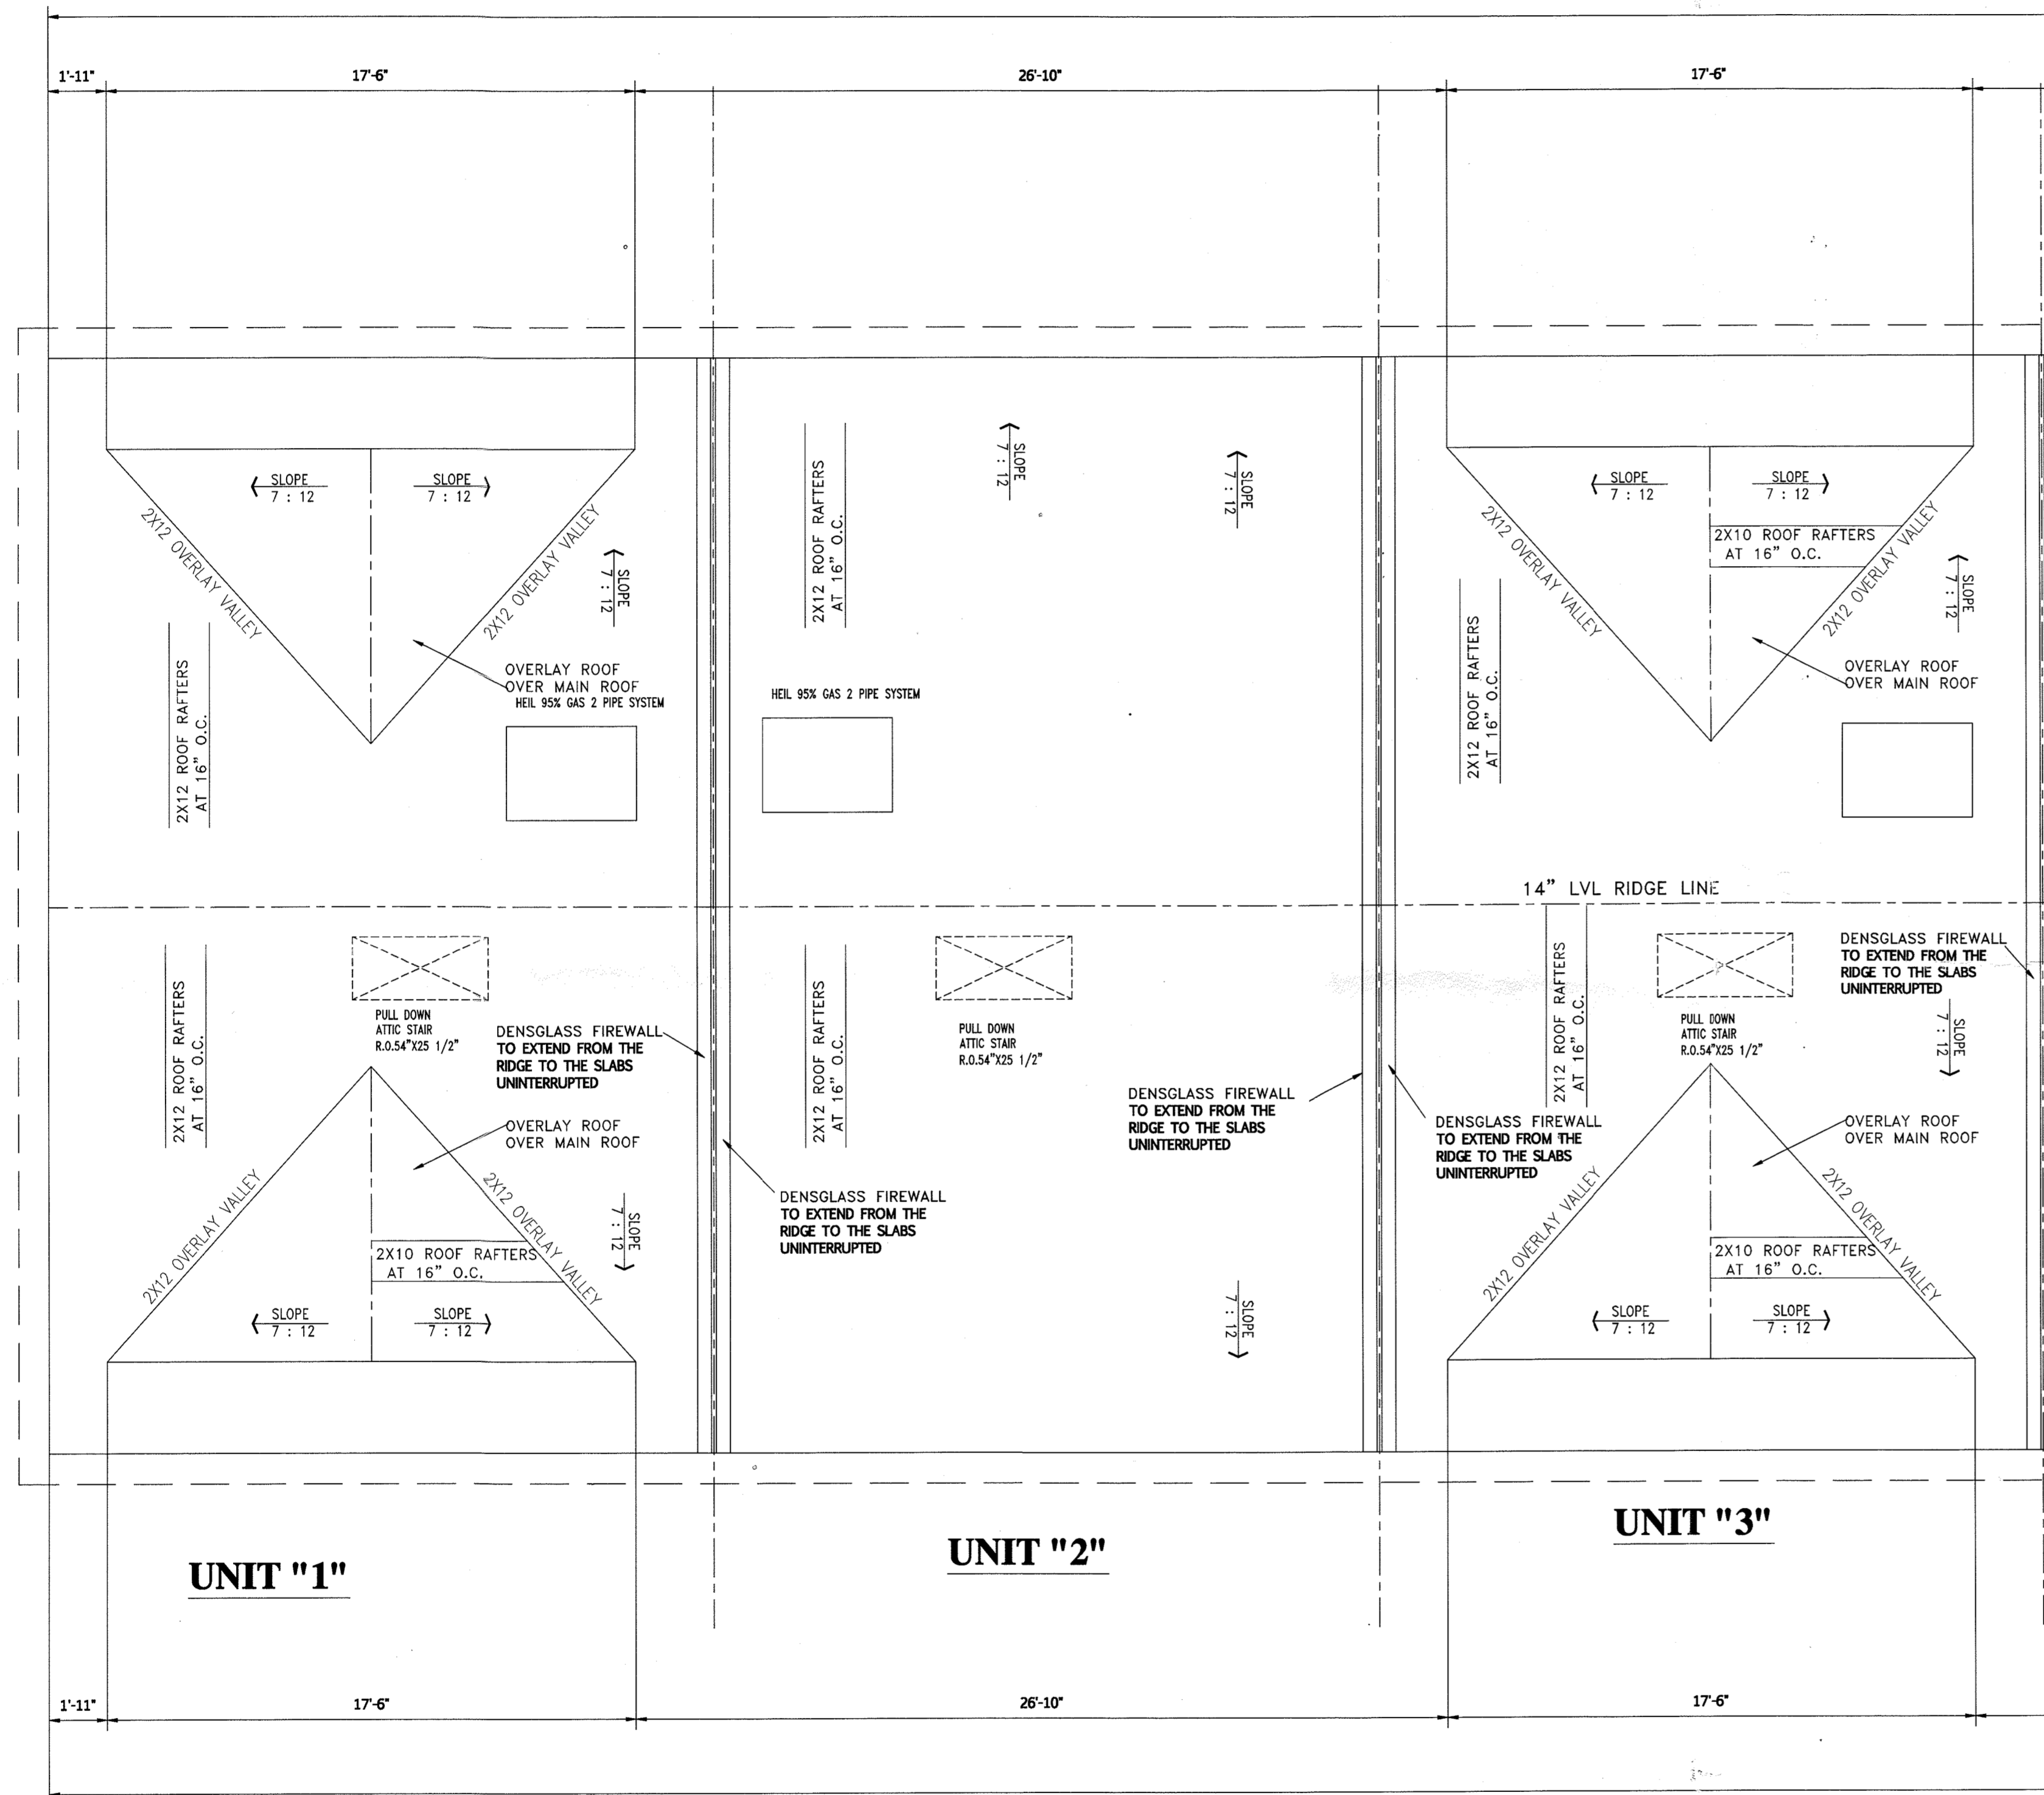 1'-11"
17'-6"
26'-10"
17'-6"
SLOPE
7 : 12
SLOPE
7 : 12
2X12 OVERLAY VALLEY
2X12 OVERLAY VALLEY
SLOPE
7 : 12
OVERLAY ROOF
OVER MAIN ROOF
HEIL 95% GAS 2 PIPE SYSTEM
2X12 ROOF RAFTERS
AT 16" O.C.
2X12 ROOF RAFTERS
AT 16" O.C.
SLOPE
7 : 12
SLOPE
7 : 12
HEIL 95% GAS 2 PIPE SYSTEM
SLOPE
7 : 12
SLOPE
7 : 12
2X12 OVERLAY VALLEY
2X10 ROOF RAFTERS
AT 16" O.C.
2X12 OVERLAY VALLEY
SLOPE
7 : 12
2X12 ROOF RAFTERS
AT 16" O.C.
OVERLAY ROOF
OVER MAIN ROOF
14" LVL RIDGE LINE
2X12 ROOF RAFTERS
AT 16" O.C.
PULL DOWN
ATTIC STAIR
R.O.54"X25 1/2"
DENSGLASS FIREWALL
TO EXTEND FROM THE
RIDGE TO THE SLABS
UNINTERRUPTED
OVERLAY ROOF
OVER MAIN ROOF
2X12 OVERLAY VALLEY
2X12 OVERLAY VALLEY
SLOPE
7 : 12
2X10 ROOF RAFTERS
AT 16" O.C.
SLOPE
7 : 12
SLOPE
7 : 12
2X12 ROOF RAFTERS
AT 16" O.C.
PULL DOWN
ATTIC STAIR
R.O.54"X25 1/2"
DENSGLASS FIREWALL
TO EXTEND FROM THE
RIDGE TO THE SLABS
UNINTERRUPTED
DENSGLASS FIREWALL
TO EXTEND FROM THE
RIDGE TO THE SLABS
UNINTERRUPTED
SLOPE
7 : 12
2X12 ROOF RAFTERS
AT 16" O.C.
PULL DOWN
ATTIC STAIR
R.O.54"X25 1/2"
DENSGLASS FIREWALL
TO EXTEND FROM THE
RIDGE TO THE SLABS
UNINTERRUPTED
SLOPE
7 : 12
DENSGLASS FIREWALL
TO EXTEND FROM THE
RIDGE TO THE SLABS
UNINTERRUPTED
OVERLAY ROOF
OVER MAIN ROOF
2X12 OVERLAY VALLEY
2X12 OVERLAY VALLEY
2X10 ROOF RAFTERS
AT 16" O.C.
SLOPE
7 : 12
SLOPE
7 : 12
UNIT "1"
UNIT "2"
UNIT "3"
1'-11"
17'-6"
26'-10"
17'-6"